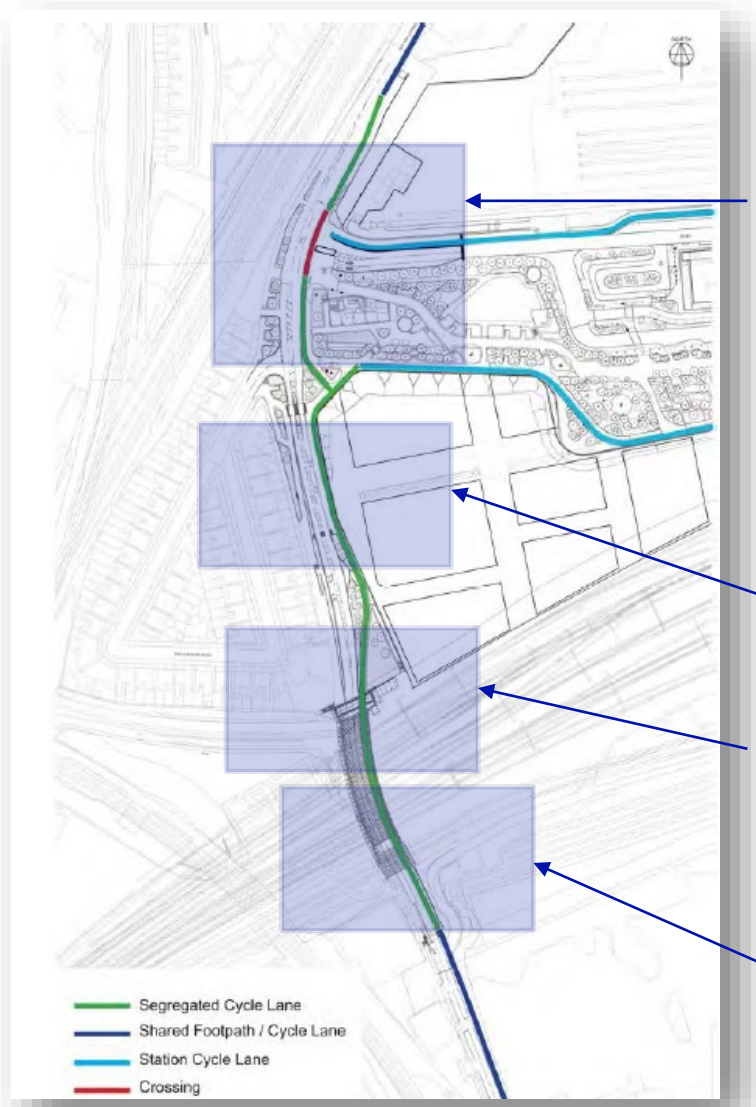 NORTH
Segregated Cycle Lane
Shared Footpath / Cycle Lane
Station Cycle Lane
Crossing